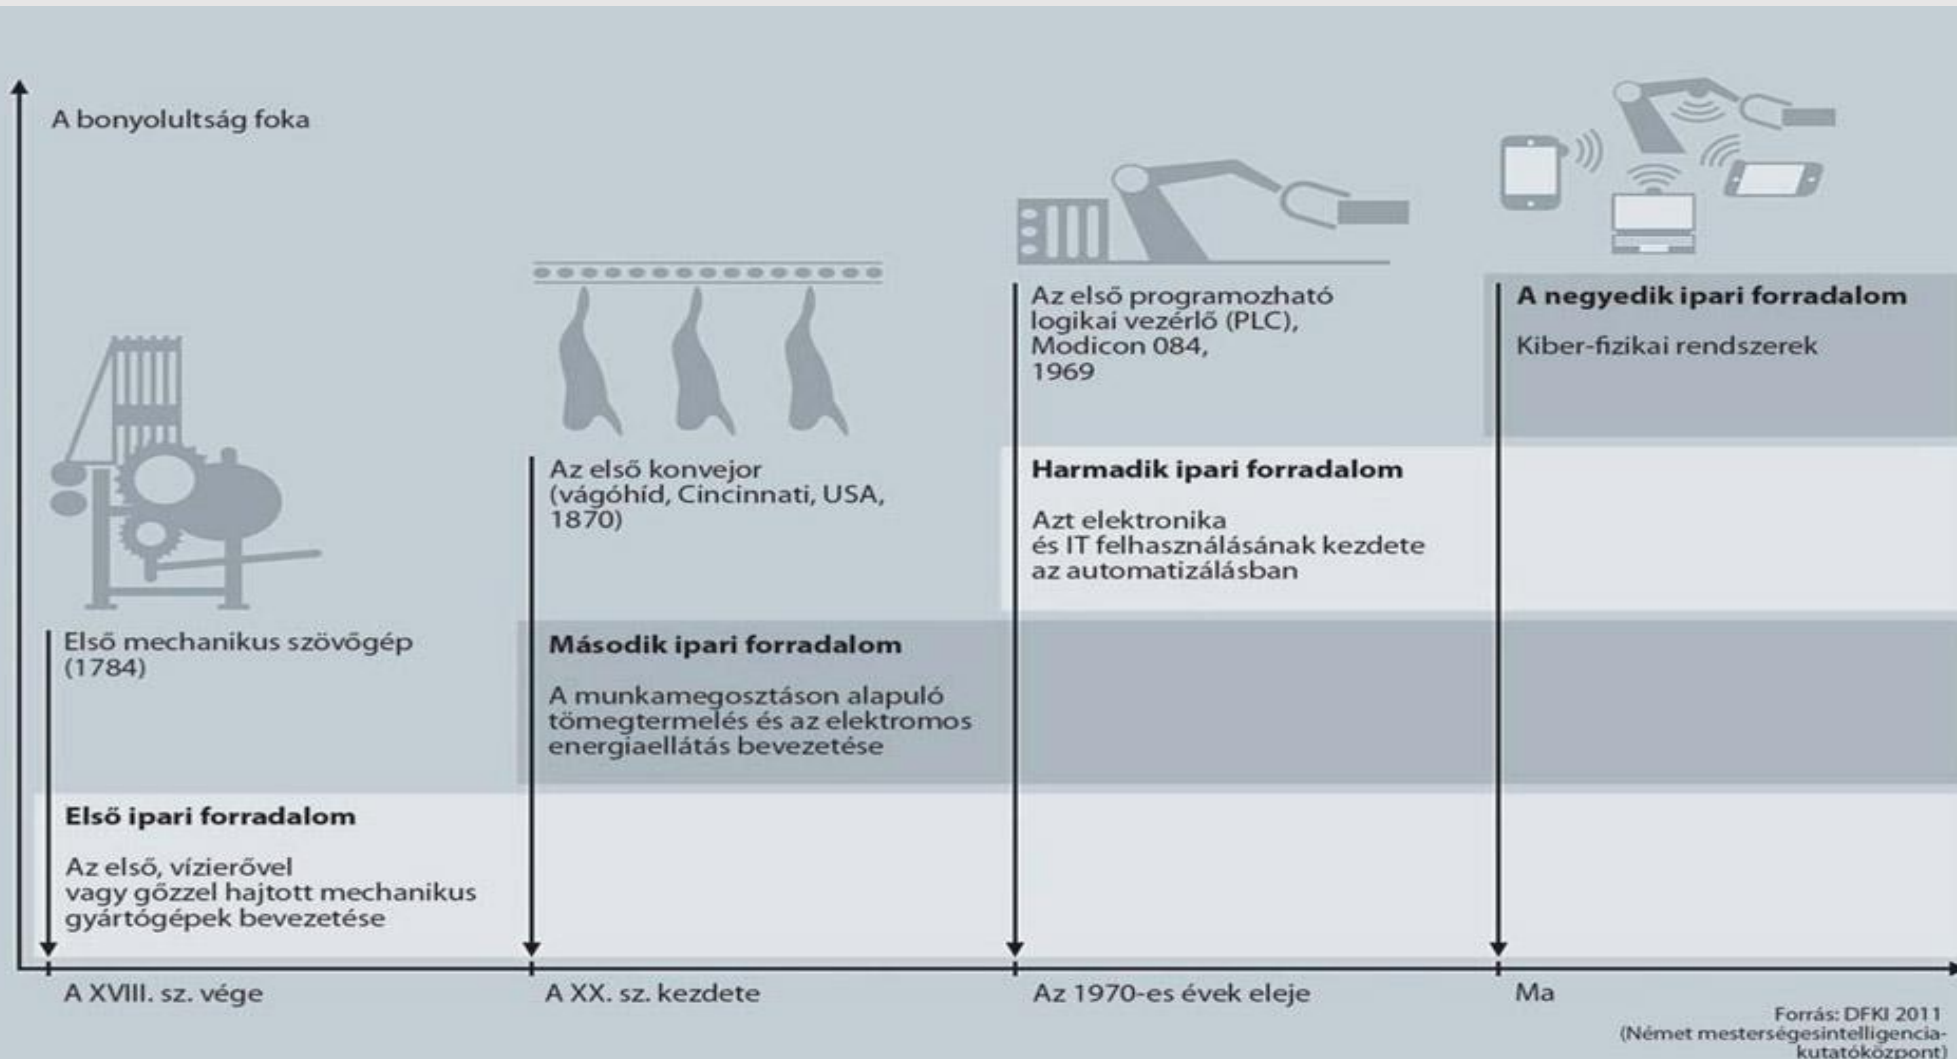 A bonyolultság foka
Első mechanikus szövőgép
(1784)
Első ipari forradalom
Az első, vízierővel
vagy gőzzel hajtott mechanikus
gyártógépek bevezetése
Az első konvejor
(vágóhíd, Cincinnati, USA,
1870)
Második ipari forradalom
A munkamegosztáson alapuló
tömegtermelés és az elektromos
energiaellátás bevezetése
Az első programozható
logikai vezérlő (PLC),
Modicon 084,
1969
Harmadik ipari forradalom
Azt elektronika
és IT felhasználásának kezdete
az automatizálásban
A negyedik ipari forradalom
Kiber-fizikai rendszerek
A XVIII. sz. vége
A XX. sz. kezdete
Az 1970-es évek eleje
Ma
Forrás: DFKI 2011
(Német mesterségesintelligencia-
kutatóközpont)